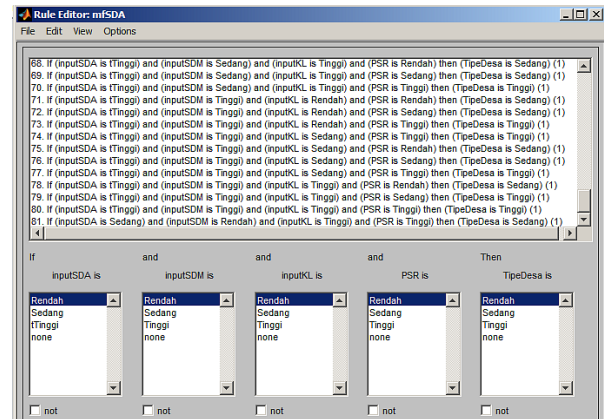 Rule Editor: mfSDA
File Edit View Options
68. If (inputSDA is tTinggi) and (inputSDM is Sedang) and (inputKL is Tinggi) and (PSR is Rendah) then (TipeDesa is Sedang) (1)
69. If (inputSDA is tTinggi) and (inputSDM is Sedang) and (inputKL is Tinggi) and (PSR is Sedang) then (TipeDesa is Sedang) (1)
70. If (inputSDA is tTinggi) and (inputSDM is Sedang) and (inputKL is Tinggi) and (PSR is Tinggi) then (TipeDesa is Tinggi) (1)
71. If (inputSDA is tTinggi) and (inputSDM is Tinggi) and (inputKL is Rendah) and (PSR is Rendah) then (TipeDesa is Sedang) (1)
72. If (inputSDA is tTinggi) and (inputSDM is Tinggi) and (inputKL is Rendah) and (PSR is Sedang) then (TipeDesa is Sedang) (1)
73. If (inputSDA is tTinggi) and (inputSDM is Tinggi) and (inputKL is Rendah) and (PSR is Tinggi) then (TipeDesa is Tinggi) (1)
74. If (inputSDA is tTinggi) and (inputSDM is Tinggi) and (inputKL is Sedang) and (PSR is Rendah) then (TipeDesa is Sedang) (1)
75. If (inputSDA is tTinggi) and (inputSDM is Tinggi) and (inputKL is Sedang) and (PSR is Rendah) then (TipeDesa is Sedang) (1)
76. If (inputSDA is tTinggi) and (inputSDM is Tinggi) and (inputKL is Sedang) and (PSR is Sedang) then (TipeDesa is Sedang) (1)
77. If (inputSDA is tTinggi) and (inputSDM is Tinggi) and (inputKL is Sedang) and (PSR is Tinggi) then (TipeDesa is Tinggi) (1)
78. If (inputSDA is tTinggi) and (inputSDM is Tinggi) and (inputKL is Tinggi) and (PSR is Rendah) then (TipeDesa is Sedang) (1)
79. If (inputSDA is tTinggi) and (inputSDM is Tinggi) and (inputKL is Tinggi) and (PSR is Sedang) then (TipeDesa is Tinggi) (1)
80. If (inputSDA is tTinggi) and (inputSDM is Tinggi) and (inputKL is Tinggi) and (PSR is Tinggi) then (TipeDesa is Tinggi) (1)
81. If (inputSDA is Sedang) and (inputSDM is Rendah) and (inputKL is Tinggi) and (PSR is Tinggi) then (TipeDesa is Sedang) (1)
If and and and Then
inputSDA is inputSDM is inputKL is PSR is TipeDesa is
Rendah Rendah Rendah Rendah Rendah
Sedang Sedang Sedang Sedang Sedang
tTinggi Tinggi Tinggi Tinggi Tinggi
none none none none none
not not not not not